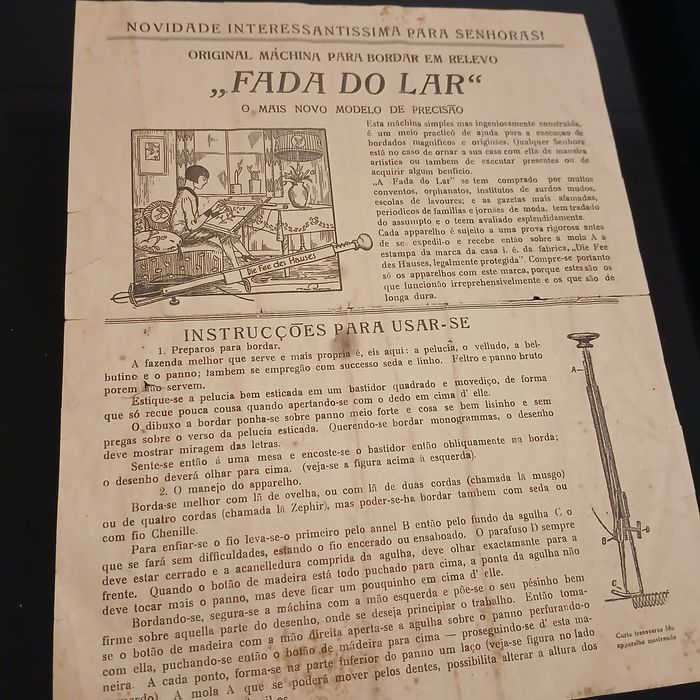 NOVIDADE INTERESSANTISSIMA PARA SENHORAS!
ORIGINAL MÁCHINA PARA BORDAR EM RELEVO
„FADA DO LAR“
O MAIS NOVO MODELO DE PRECISÃO
Esta máchina simples mas ingeniosamente construida,
é um meio practicó de ajuda para a execuçao de
bordados magnificos e originaes. Qualquer Senhora
está no caso de ornar a sua casa com ella de maneira
artistica ou tambem de executar presentes ou de
acquirir algum benficio.
„A Fada do Lar“ se tem comprado por muitos
conventos, orphanatos, institutos de surdos mudos,
escolas de lavoures; e as gazetas mais afamadas,
periodicos de familias e jornães de moda, tem tradado
do assumpto e o teem avaliado esplendidamente.
Cada apparelho é sujeito a uma prova rigorosa antes
de se expedil-o e recebe então sobre a mola A a
estampa da marca da casa i. é. da fabrica, „Die Fee
des Hauses, legalmente protegida“. Compre-se portanto
só os apparelhos com este marca, porque estes são os
que funcionão irreprehensivelmente e os que são de
longa dura.
Die Fee des Hauses
INSTRUCÇÕES PARA USAR-SE
1. Preparos para bordar.
A fazenda melhor que serve e mais propria é, eis aqui: a pelucia, o velludo, a bel-
butine e o panno; tambem se empregão com successo seda e linho. Feltro e panno bruto
porem não servem.
Estique-se a pelucia bem esticada em un bastidor quadrado e movediço, de forma
que só recue pouca cousa quando apertando-se com o dedo em cima d' elle.
O dibuxo a bordar ponha-se sobre panno meio forte e cosa se bem lisinho e sem
pregas sobre o verso da pelucia esticada. Querendo-se bordar monogrammas, o desenho
deve mostrar miragem das letras.
Sente-se então á uma mesa e encoste-se o bastidor então obliquamente na borda;
o desenho deverá olhar para cima. (veja-se a figura acima á esquerda).
2. O manejo do apparelho.
Borda-se melhor com lã de ovelha, ou com lã de duas cordas (chamada lã musgo)
ou de quatro cordas (chamada lã Zephir), mas poder-se-ha bordar tambem com seda ou
com fio Chenille.
Para enfiar-se o fio leva-se-o primeiro pelo annel B então pelo fundo da agulha C o
que se fará sem difficuldades, estando o fio encerado ou ensaboado. O parafuso D sempre
deve estar cerrado e a acanelledura comprida da agulha, deve olhar exactamente para a
frente. Quando o botão de madeira está todo puchado para cima, a ponta da agulha não
deve tocar mais o panno, mas deve ficar um pouquinho em cima d' elle.
Bordando-se, segura-se a máchina com a mão esquerda e põe-se o seu pésinho bem
firme sobre aquella parte do desenho, onde se deseja principiar o trabalho. Então toma-
se o botão de madeira com a mão direita aperta-se a agulha sobre o panno perfurando-o
com ella, puchando-se então o botão de mádeira para cima — proseguindo-se d' esta ma-
neira. A cada ponto, forma-se na parte inferior do panno um laço (veja-se figura no lado
A mola A que se poderá mover pelos dentes, possibilita alterar a altura dos
A
Corte transverso
apparelho mostrando